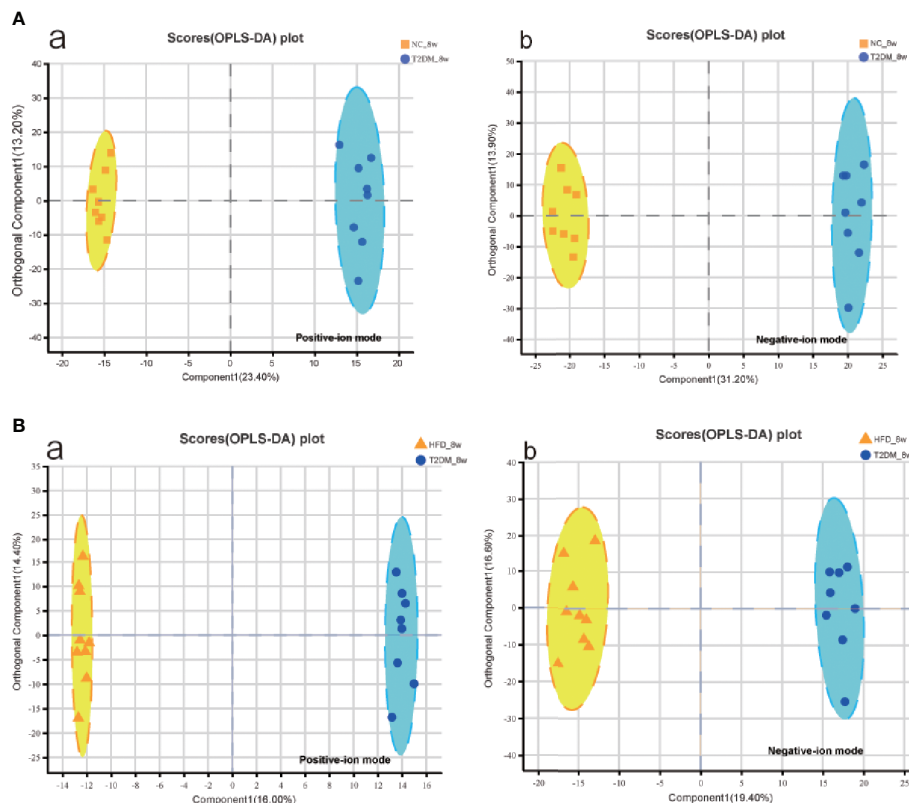 A
a
Scores(OPLS-DA) plot
NC_8w
T2DM_8w
Orthogonal Component1(13.20%)
40
30
20
10
0
-10
-20
-30
-40
Positive-ion mode
-20 -15 -10 -5 0 5 10 15 20
Component1(23.40%)
b
Scores(OPLS-DA) plot
NC_8w
T2DM_8w
Orthogonal Component1(13.90%)
50
40
30
20
10
0
-10
-20
-30
-40
Negative-ion mode
-25 -20 -15 -10 -5 0 5 10 15 20 25
Component1(31.20%)
B
a
Scores(OPLS-DA) plot
HFD_8w
T2DM_8w
Orthogonal Component1(14.40%)
35
30
25
20
15
10
5
0
-5
-10
-15
-20
-25
Positive-ion mode
-14 -12 -10 -8 -6 -4 -2 0 2 4 6 8 10 12 14 16
Component1(16.00%)
b
Scores(OPLS-DA) plot
HFD_8w
T2DM_8w
Orthogonal Component1(16.60%)
40
30
20
10
0
-10
-20
-30
-40
Negative-ion mode
-20 -15 -10 -5 0 5 10 15 20 25
Component1(19.40%)